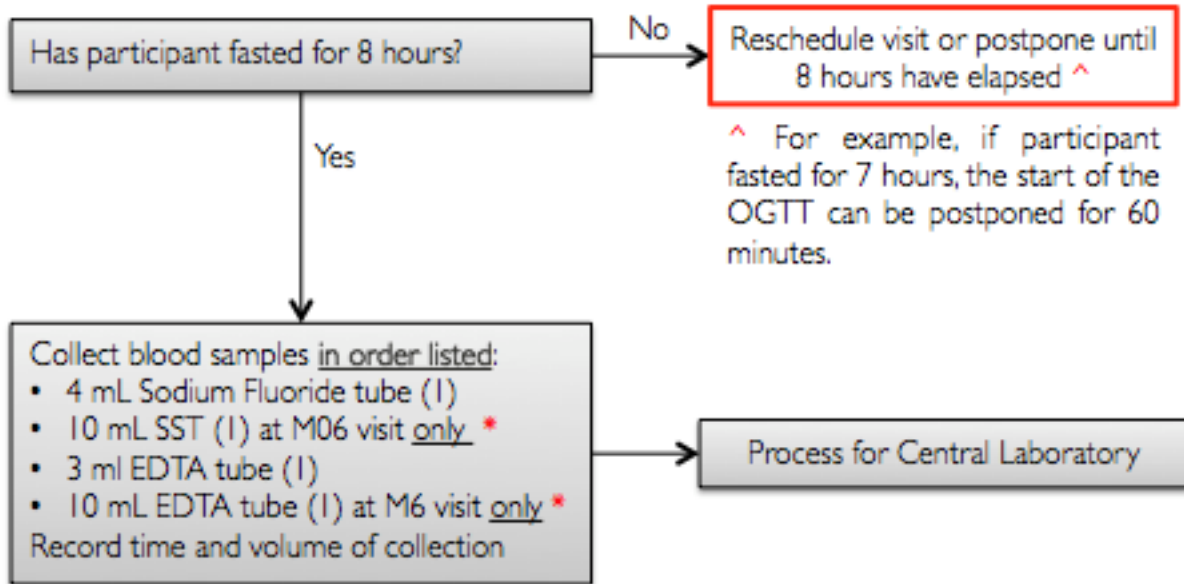 Has participant fasted for 8 hours?
No
Reschedule visit or postpone until
8 hours have elapsed ^
^ For example, if participant
fasted for 7 hours, the start of the
OGTT can be postponed for 60
minutes.
Yes
Collect blood samples in order listed:
• 4 mL Sodium Fluoride tube (1)
• 10 mL SST (1) at M06 visit only *
• 3 ml EDTA tube (1)
• 10 mL EDTA tube (1) at M6 visit only *
Record time and volume of collection
Process for Central Laboratory